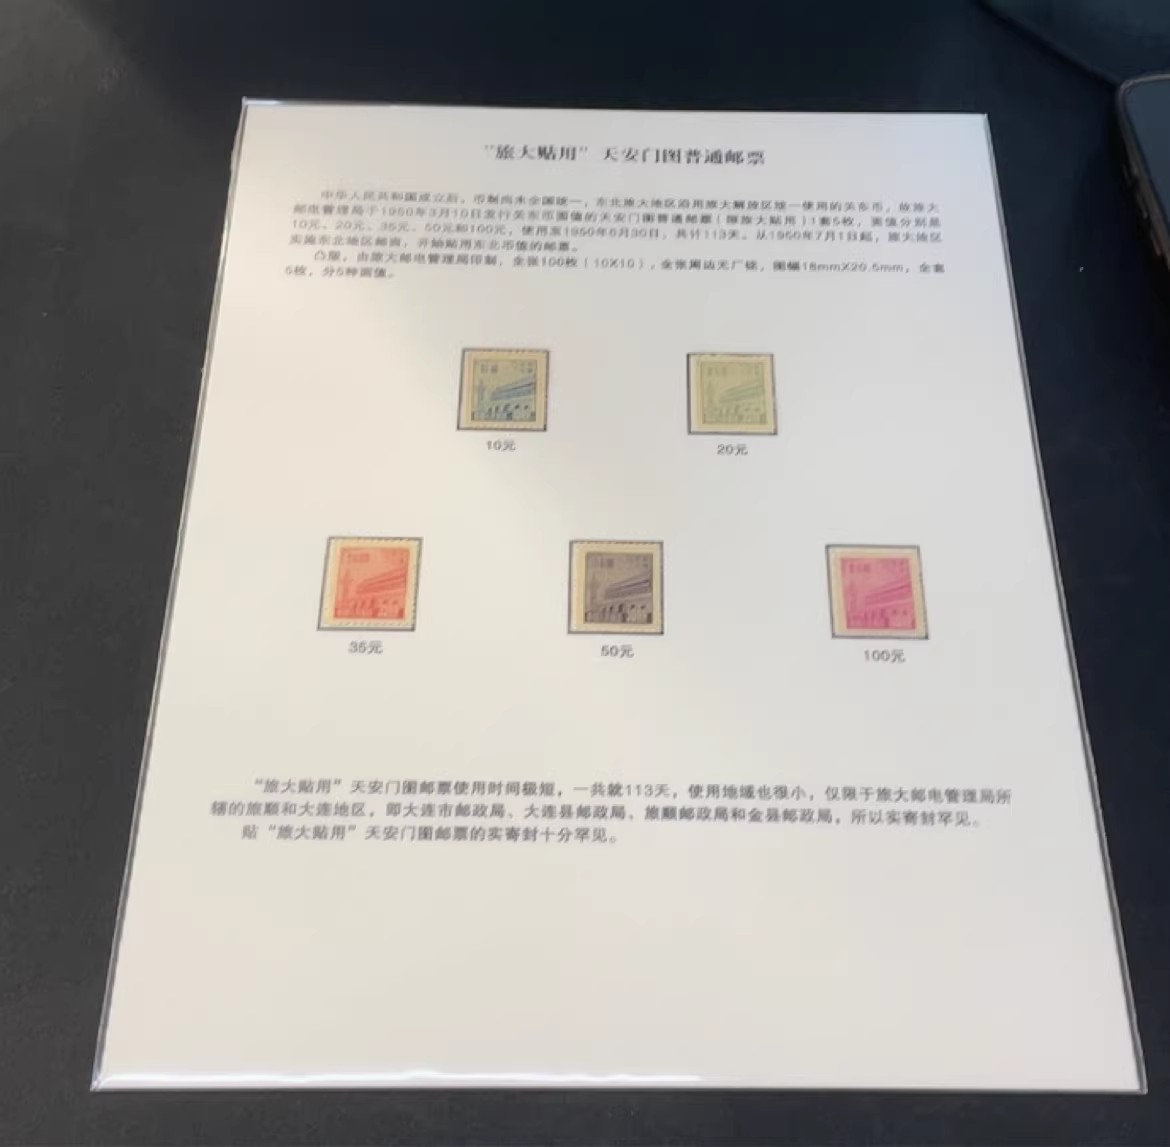 “旅大贴用”天安门图普通邮票
中华人民共和国成立后，币制尚未全国统一，东北旅大地区沿用旅大解放区统一使用的关东币，故旅大
邮电管理局于1950年3月10日发行关东币面值的天安门图普通邮票（限旅大贴用）1套5枚，面值分别是
10元、20元、35元、50元和100元，使用至1950年6月30日，共计113天。从1950年7月1日起，旅大地区
实施东北地区邮资，开始贴用东北币值的邮票。
凸版，由旅大邮电管理局印制，全张100枚（10X10），全张周边无厂铭，图幅18mmX20.5mm，全套
5枚，分5种面值。
10元
20元
35元
50元
100元
“旅大贴用”天安门图邮票使用时间极短，一共就113天，使用地域也很小，仅限于旅大邮电管理局所
辖的旅顺和大连地区，即大连市邮政局、大连县邮政局、旅顺邮政局和金县邮政局，所以实寄封罕见。
贴“旅大贴用”天安门图邮票的实寄封十分罕见。